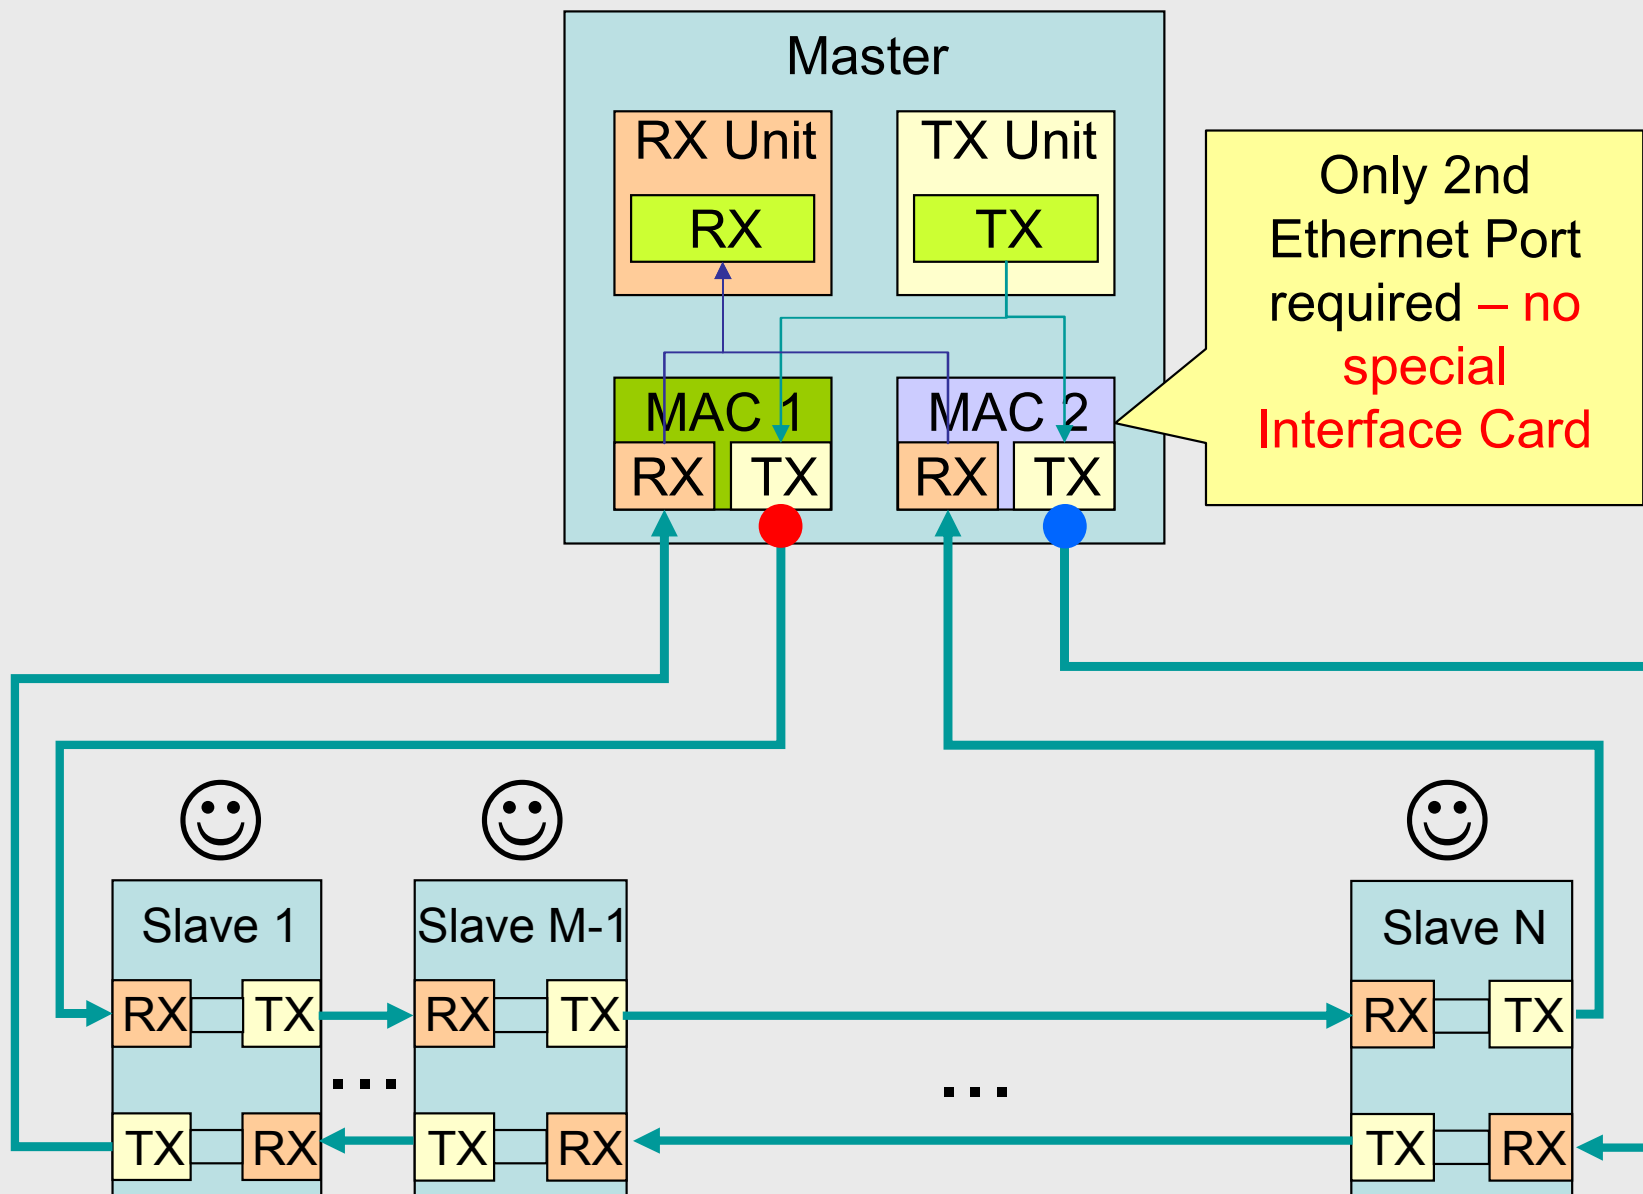 Master
RX Unit
TX Unit
RX
TX
Only 2nd
Ethernet Port
required – no
special
Interface Card
MAC 1
MAC 2
RX
TX
RX
TX
Slave 1
Slave M-1
Slave N
RX
TX
RX
TX
RX
TX
...
...
TX
RX
TX
RX
TX
RX